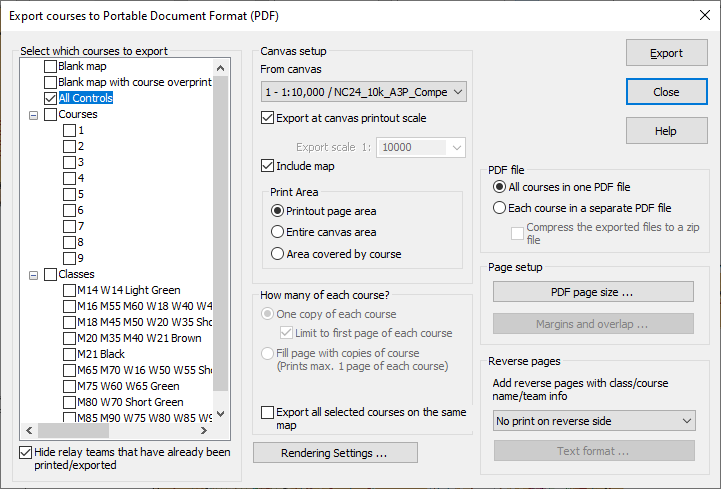 Export courses to Portable Document Format (PDF)
Select which courses to export
Blank map
Blank map with course overprint
All Controls
Courses
1
2
3
4
5
6
7
8
9
Classes
M14 W14 Light Green
M16 M55 M60 W18 W40 W4
M18 M45 M50 W20 W35 Sho
M20 M35 M40 W21 Brown
M21 Black
M65 M70 W16 W50 W55 Sh
M75 W60 W65 Green
M80 W70 Short Green
M85 M90 W75 W80 W85 W9
Hide relay teams that have already been
printed/exported
Canvas setup
From canvas
1 - 1:10,000 / NC24_10k_A3P_Compe
Export at canvas printout scale
Export scale 1:
10000
Include map
Print Area
Printout page area
Entire canvas area
Area covered by course
How many of each course?
One copy of each course
Limit to first page of each course
Fill page with copies of course
(Prints max. 1 page of each course)
Export all selected courses on the same
map
Rendering Settings ...
Export
Close
Help
PDF file
All courses in one PDF file
Each course in a separate PDF file
Compress the exported files to a zip
file
Page setup
PDF page size ...
Margins and overlap ...
Reverse pages
Add reverse pages with class/course
name/team info
No print on reverse side
Text format ...